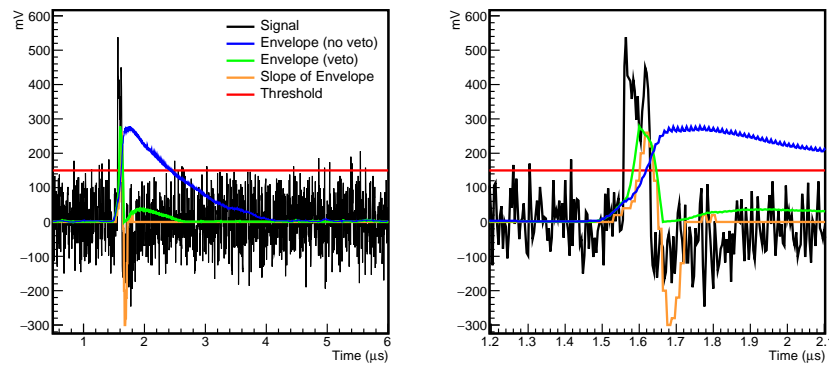 mV
600
500
400
300
200
100
0
−100
−200
−300
1 2 3 4 5 6
Time (μs)
Signal
Envelope (no veto)
Envelope (veto)
Slope of Envelope
Threshold
mV
600
500
400
300
200
100
0
−100
−200
−300
1.2 1.3 1.4 1.5 1.6 1.7 1.8 1.9 2 2.1
Time (μs)